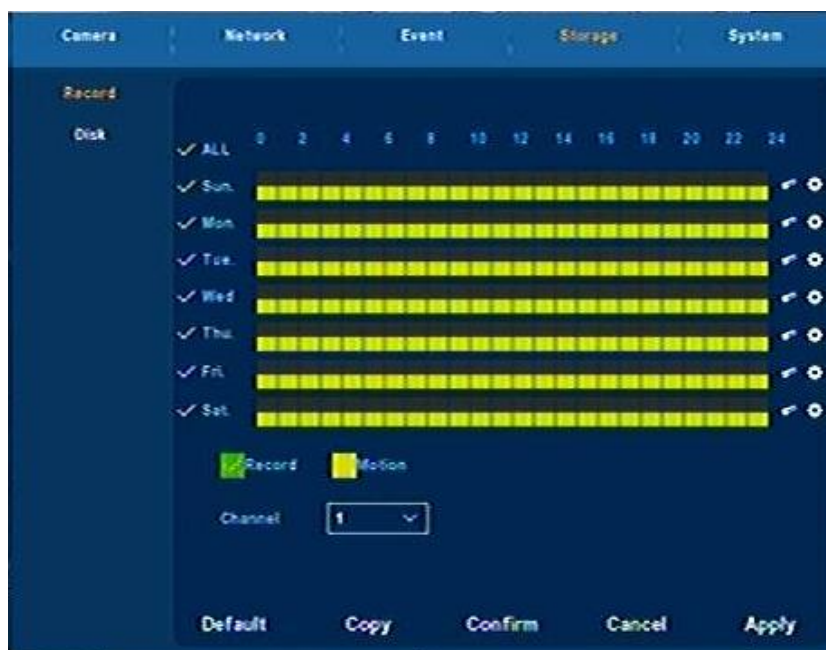 Camera Network Event Storage System
Record
Disk
ALL 0 2 4 6 8 10 12 14 16 18 20 22 24
Sun.
Mon.
Tue.
Wed
Thu.
Fri.
Sat.
Record Motion
Channel 1
Default Copy Confirm Cancel Apply